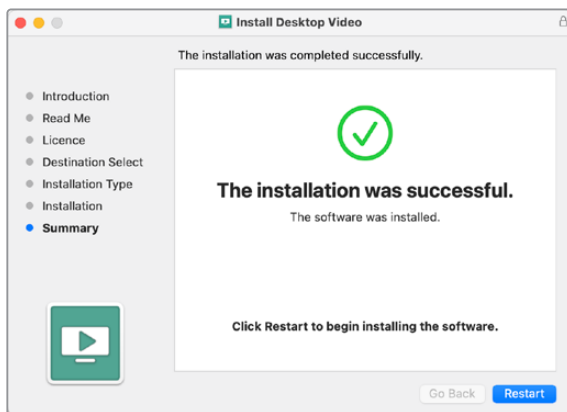 Install Desktop Video
The installation was completed successfully.
Introduction
Read Me
Licence
Destination Select
Installation Type
Installation
Summary
The installation was successful.
The software was installed.
Click Restart to begin installing the software.
Go Back
Restart